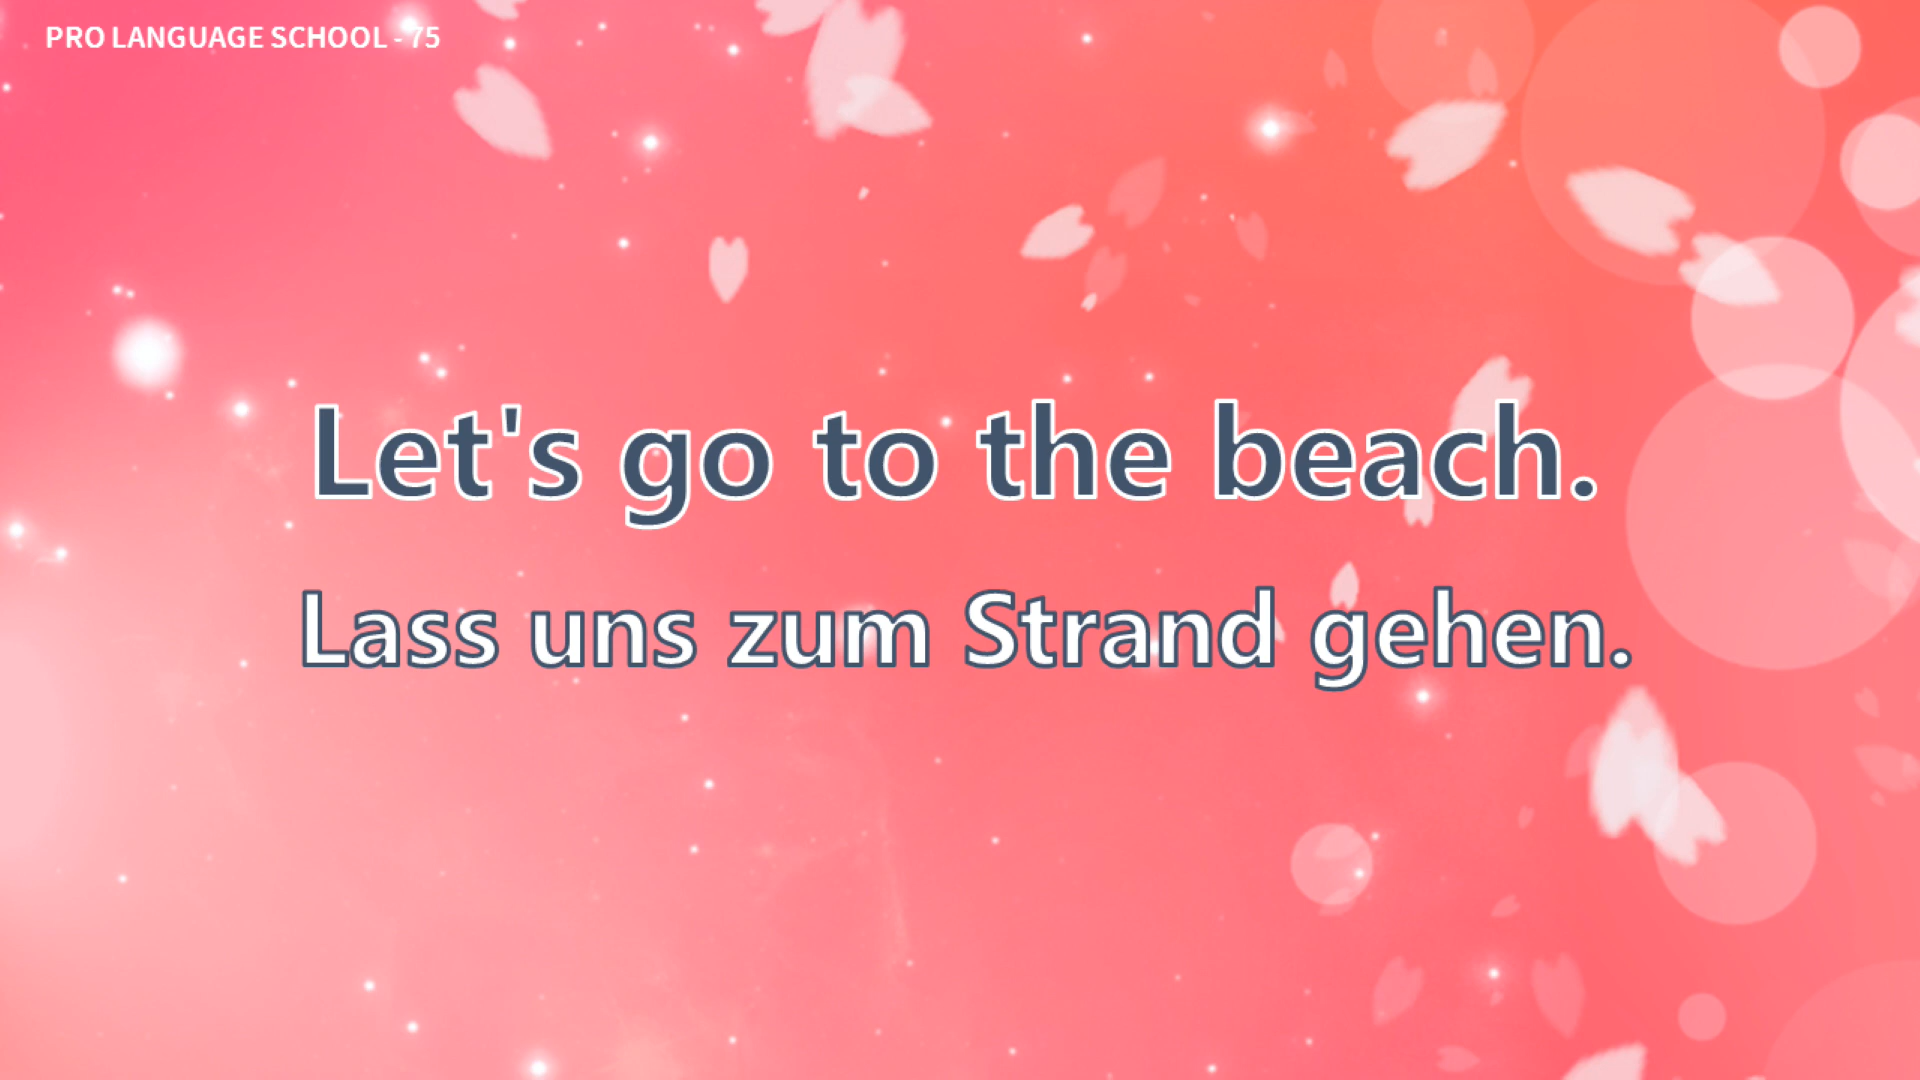 PRO LANGUAGE SCHOOL - 75
Let's go to the beach.
Lass uns zum Strand gehen.